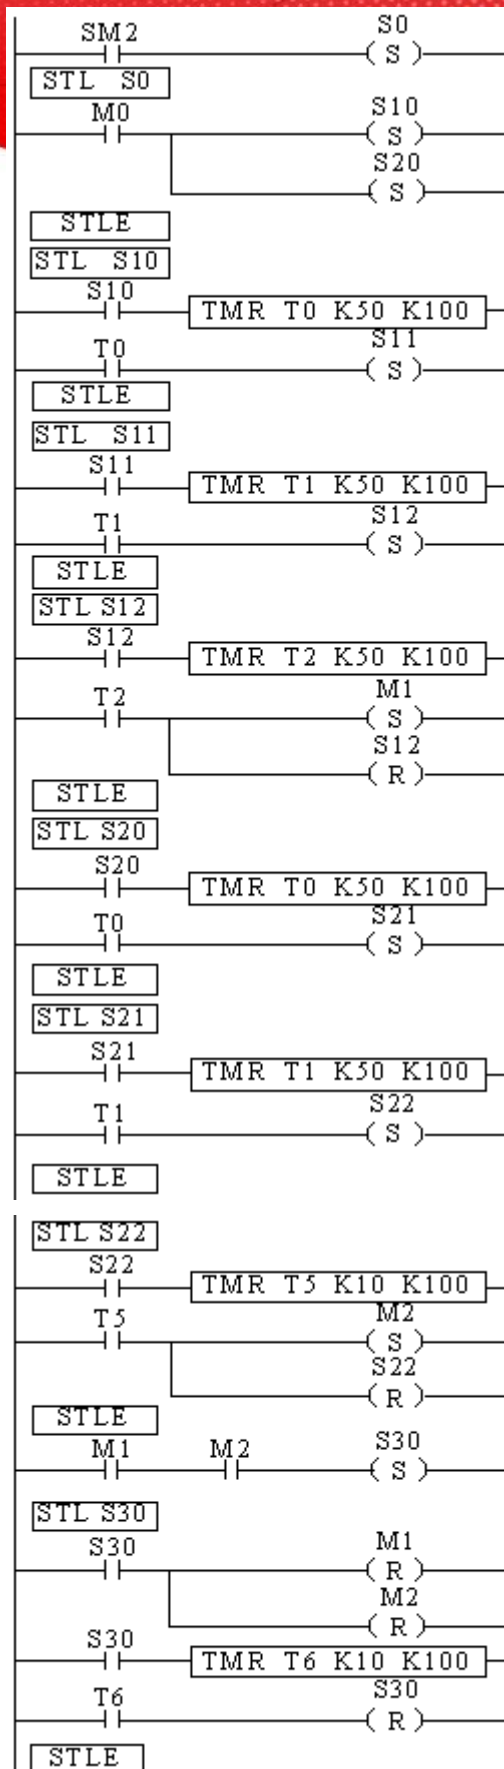 SM2 S0
( S )
STL S0
M0 S10
( S )
S20
( S )
STLE
STL S10
S10
TMR T0 K50 K100
T0 S11
( S )
STLE
STL S11
S11
TMR T1 K50 K100
T1 S12
( S )
STLE
STL S12
S12
TMR T2 K50 K100
T2 M1
( S )
S12
( R )
STLE
STL S20
S20
TMR T0 K50 K100
T0 S21
( S )
STLE
STL S21
S21
TMR T1 K50 K100
T1 S22
( S )
STLE
STL S22
S22
TMR T5 K10 K100
T5 M2
( S )
S22
( R )
STLE
M1 M2 S30
( S )
STL S30
S30 M1
( R )
M2
( R )
S30
TMR T6 K10 K100
T6 S30
( R )
STLE